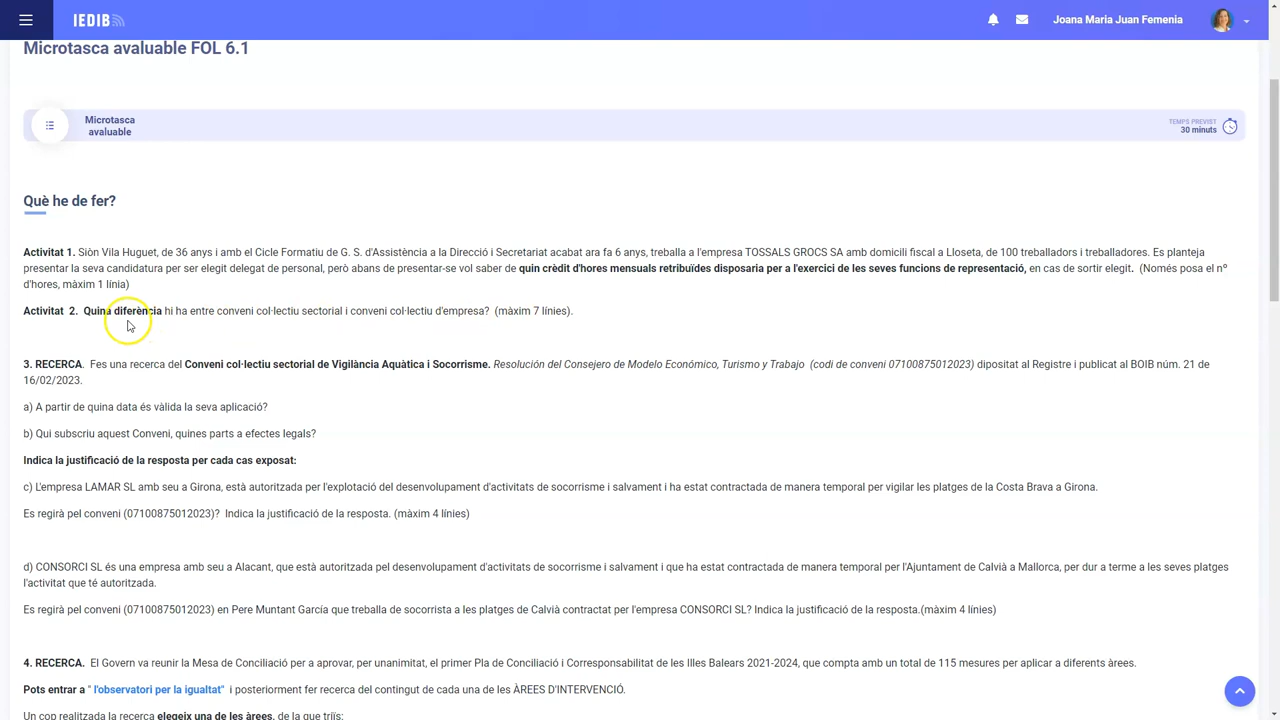 IEDIB
Joana Maria Juan Femenia
Microtasca avaluable FOL 6.1
Microtasca
avaluable
TEMPS PREVIST
30 minuts
Què he de fer?
Activitat 1. Siòn Vila Huguet, de 36 anys i amb el Cicle Formatiu de G. S. d'Assistència a la Direcció i Secretariat acabat ara fa 6 anys, treballa a l'empresa TOSSALS GROCS SA amb domicili fiscal a Lloseta, de 100 treballadors i treballadores. Es planteja
presentar la seva candidatura per ser elegit delegat de personal, però abans de presentar-se vol saber de quin crèdit d'hores mensuals retribuïdes disposaria per a l'exercici de les seves funcions de representació, en cas de sortir elegit. (Només posa el nº
d'hores, màxim 1 línia)
Activitat 2. Quina diferència hi ha entre conveni col·lectiu sectorial i conveni col·lectiu d'empresa? (màxim 7 línies).
3. RECERCA. Fes una recerca del Conveni col·lectiu sectorial de Vigilància Aquàtica i Socorrisme. Resolución del Consejero de Modelo Económico, Turismo y Trabajo (codi de conveni 07100875012023) dipositat al Registre i publicat al BOIB núm. 21 de
16/02/2023.
a) A partir de quina data és vàlida la seva aplicació?
b) Qui subscriu aquest Conveni, quines parts a efectes legals?
Indica la justificació de la resposta per cada cas exposat:
c) L'empresa LAMAR SL amb seu a Girona, està autoritzada per l'explotació del desenvolupament d'activitats de socorrisme i salvament i ha estat contractada de manera temporal per vigilar les platges de la Costa Brava a Girona.
Es regirà pel conveni (07100875012023)? Indica la justificació de la resposta. (màxim 4 línies)
d) CONSORCI SL és una empresa amb seu a Alacant, que està autoritzada pel desenvolupament d'activitats de socorrisme i salvament i que ha estat contractada de manera temporal per l'Ajuntament de Calvià a Mallorca, per dur a terme a les seves platges
l'activitat que té autoritzada.
Es regirà pel conveni (07100875012023) en Pere Muntant García que treballa de socorrista a les platges de Calvià contractat per l'empresa CONSORCI SL? Indica la justificació de la resposta.(màxim 4 línies)
4. RECERCA. El Govern va reunir la Mesa de Conciliació per a aprovar, per unanimitat, el primer Pla de Conciliació i Corresponsabilitat de les Illes Balears 2021-2024, que compta amb un total de 115 mesures per aplicar a diferents àrees.
Pots entrar a " l'observatori per la igualtat" i posteriorment fer recerca del contingut de cada una de les ÀREES D'INTERVENCIÓ.
Un cop realitzada la recerca elegeix una de les àrees, de la que triïs: